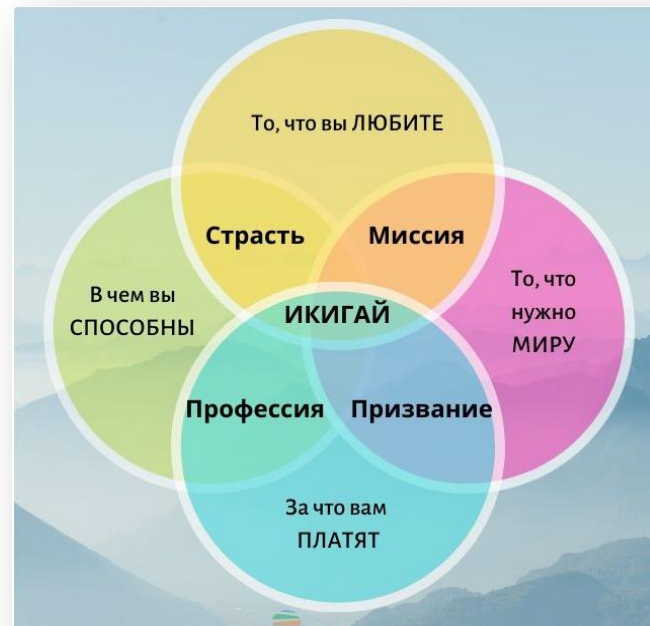 То, что вы ЛЮБИТЕ
Страсть
Миссия
В чем вы
СПОСОБНЫ
То, что
нужно
МИРУ
ИКИГАЙ
Профессия
Призвание
За что вам
ПЛАТЯТ